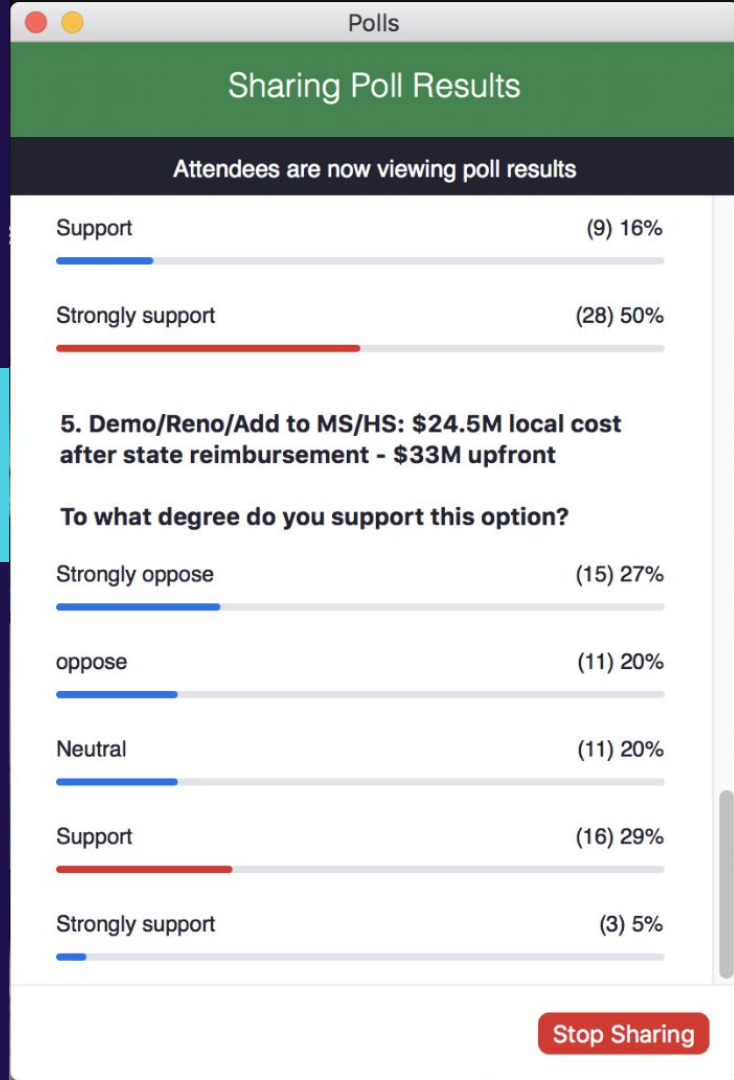 Polls
Sharing Poll Results
Attendees are now viewing poll results
Support (9) 16%
Strongly support (28) 50%
5. Demo/Reno/Add to MS/HS: $24.5M local cost
after state reimbursement - $33M upfront
To what degree do you support this option?
Strongly oppose (15) 27%
oppose (11) 20%
Neutral (11) 20%
Support (16) 29%
Strongly support (3) 5%
Stop Sharing